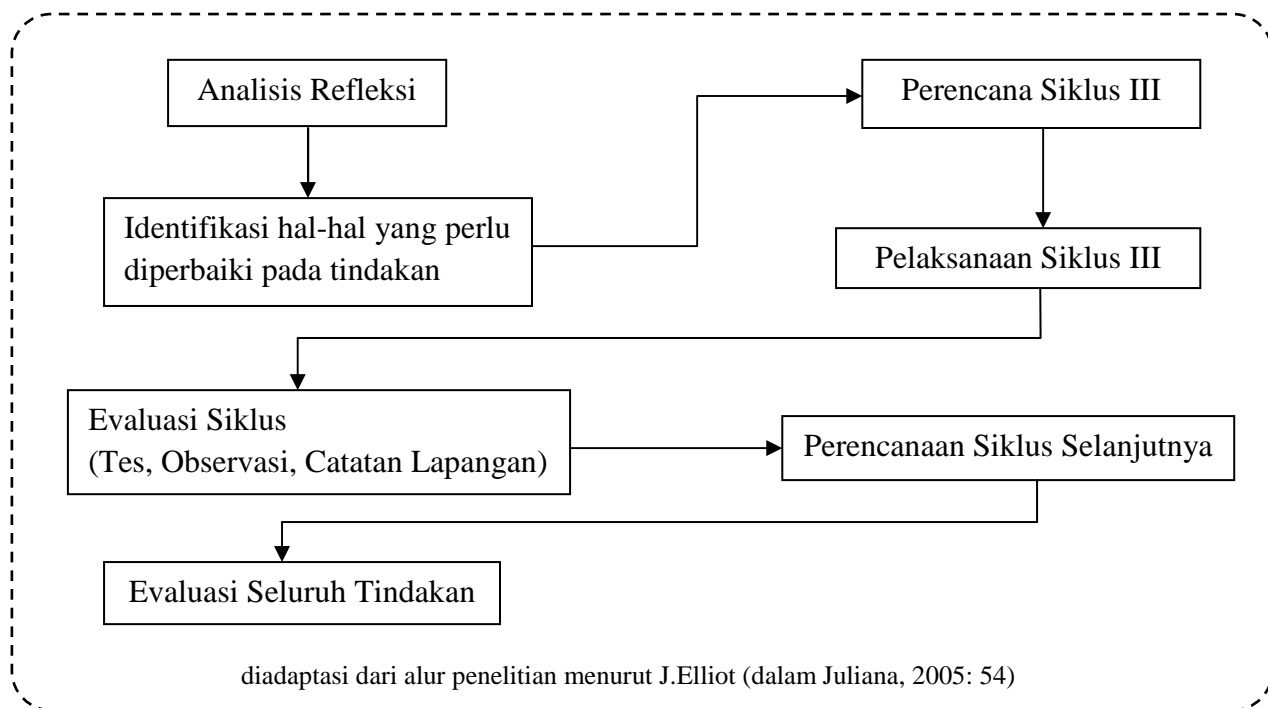 Analisis Refleksi
Identifikasi hal-hal yang perlu
diperbaiki pada tindakan
Perencana Siklus III
Pelaksanaan Siklus III
Evaluasi Siklus
(Tes, Observasi, Catatan Lapangan)
Perencanaan Siklus Selanjutnya
Evaluasi Seluruh Tindakan
diadaptasi dari alur penelitian menurut J.Elliot (dalam Juliana, 2005: 54)